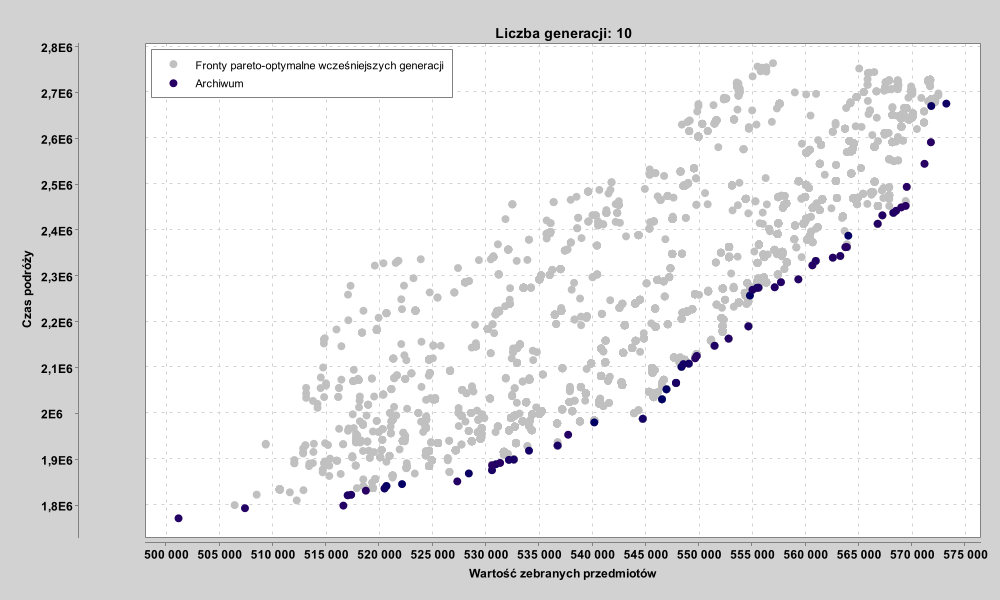 Liczba generacji: 10
Fronty pareto-optymalne wcześniejszych generacji
Archiwum
2,8E6
2,7E6
2,6E6
2,5E6
2,4E6
2,3E6
2,2E6
2,1E6
2E6
1,9E6
1,8E6
Czas podróży
500 000 505 000 510 000 515 000 520 000 525 000 530 000 535 000 540 000 545 000 550 000 555 000 560 000 565 000 570 000 575 000
Wartość zebranych przedmiotów